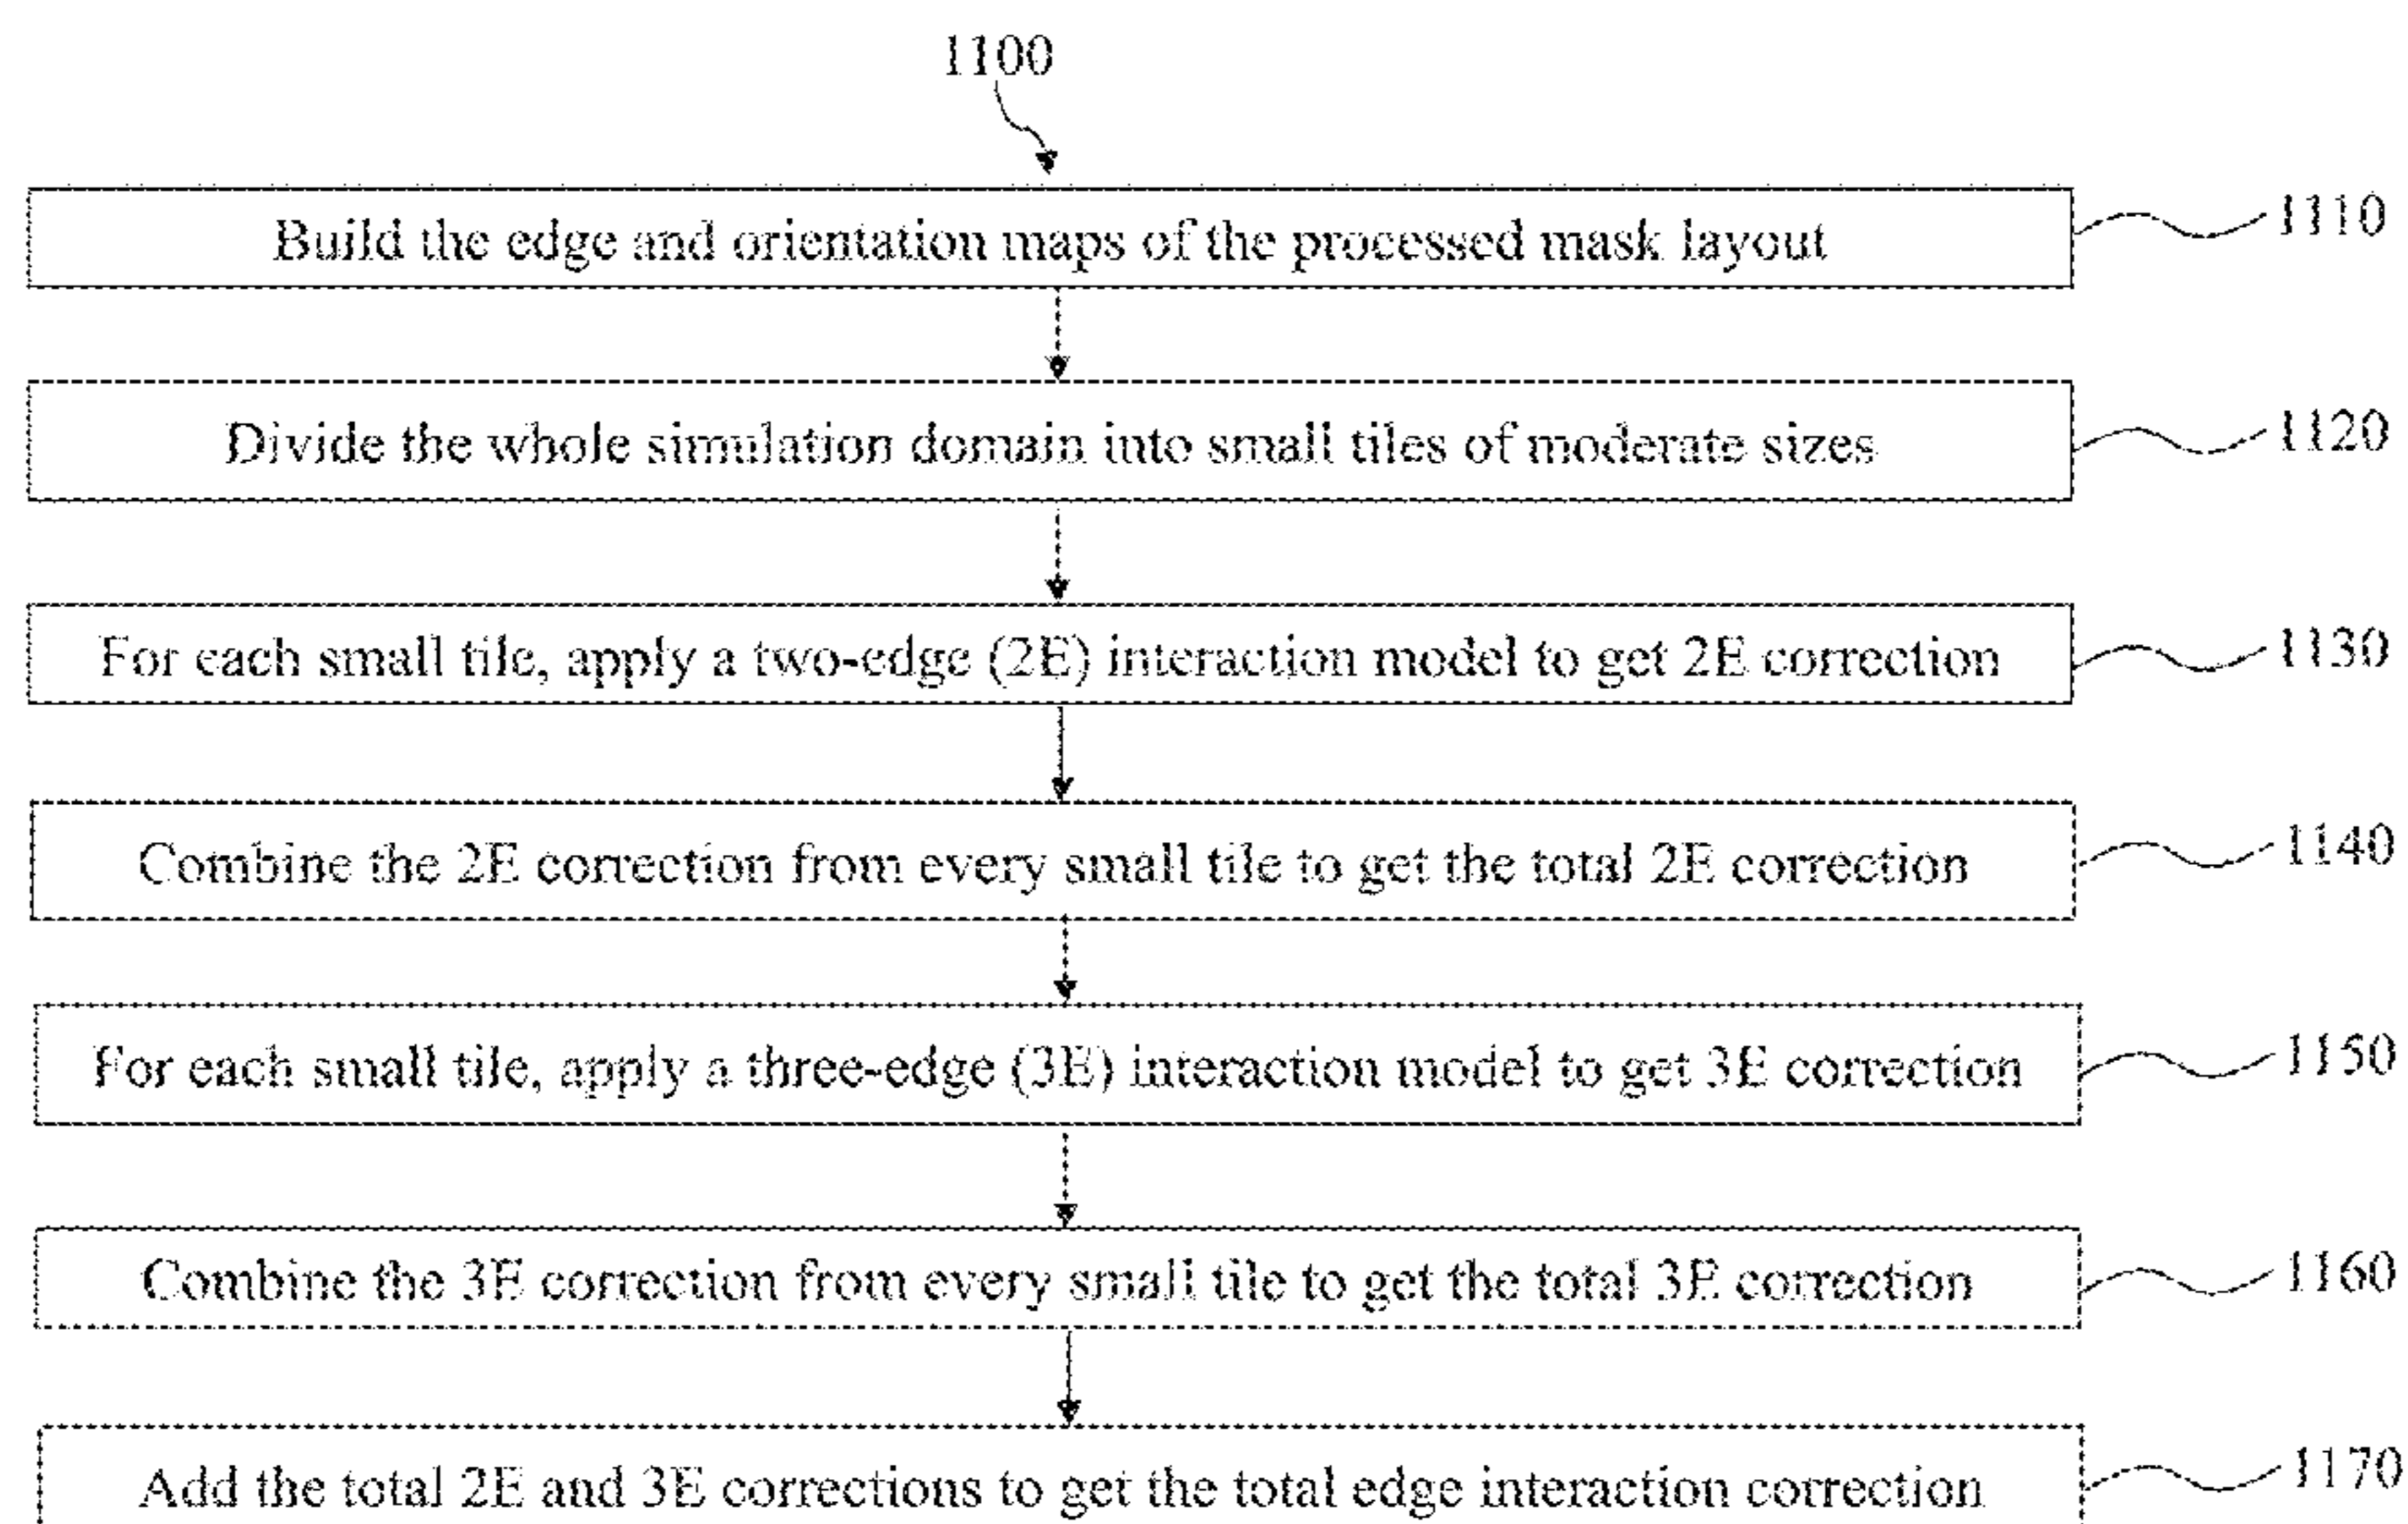 1100
Build the edge and orientation maps of the processed mask layout
1110
Divide the whole simulation domain into small tiles of moderate sizes
1120
For each small tile, apply a two-edge (2E) interaction model to get 2E correction
1130
Combine the 2E correction from every small tile to get the total 2E correction
1140
For each small tile, apply a three-edge (3E) interaction model to get 3E correction
1150
Combine the 3E correction from every small tile to get the total 3E correction
1160
Add the total 2E and 3E corrections to get the total edge interaction correction
1170